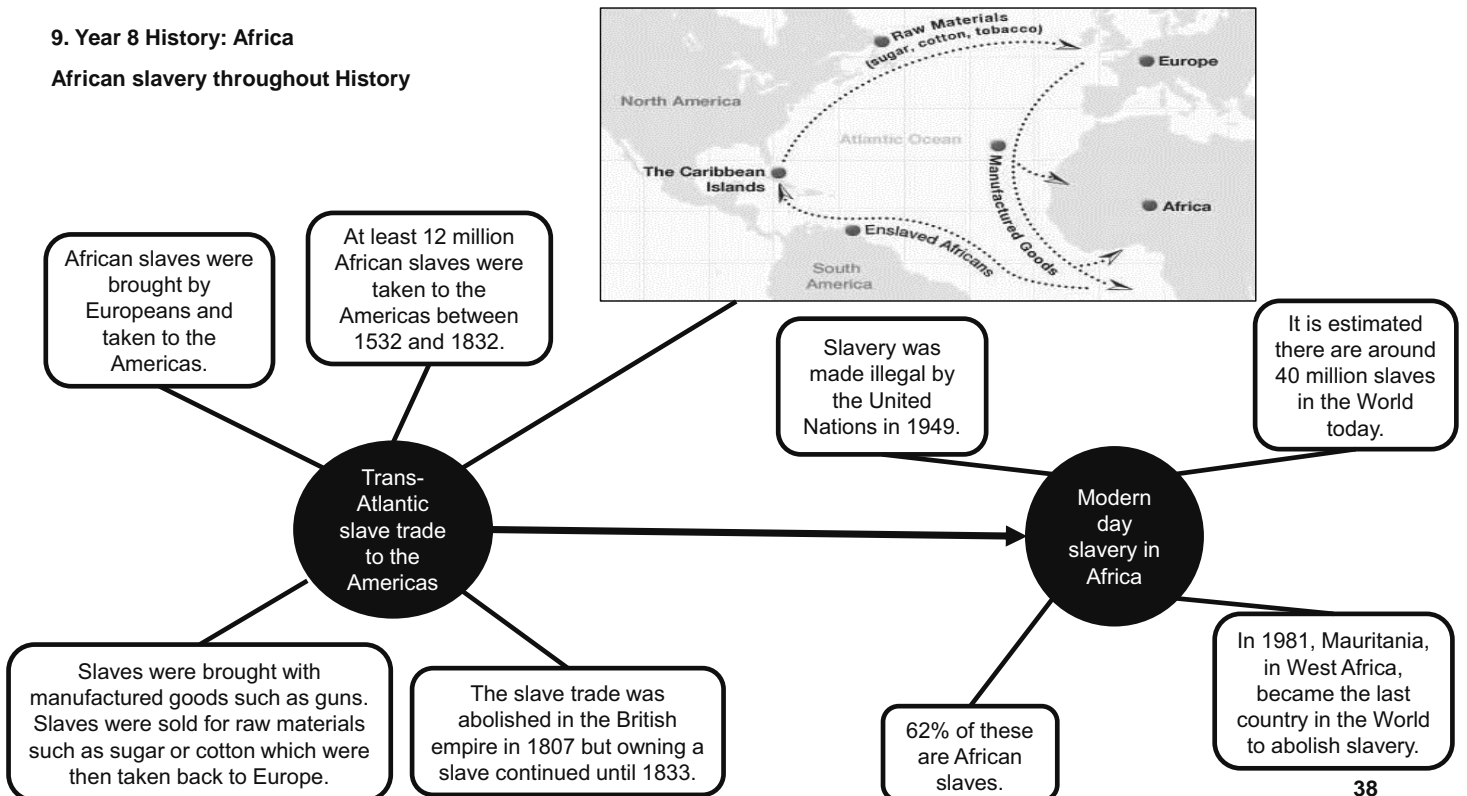 9. Year 8 History: Africa
African slavery throughout History
Raw Materials
(sugar, cotton, tobacco)
Europe
North America
Atlantic Ocean
The Caribbean
Islands
Manufactured Goods
Africa
Enslaved Africans
South
America
African slaves were
brought by
Europeans and
taken to the
Americas.
At least 12 million
African slaves were
taken to the
Americas between
1532 and 1832.
Slavery was
made illegal by
the United
Nations in 1949.
It is estimated
there are around
40 million slaves
in the World
today.
Trans-
Atlantic
slave trade
to the
Americas
Modern
day
slavery in
Africa
Slaves were brought with
manufactured goods such as guns.
Slaves were sold for raw materials
such as sugar or cotton which were
then taken back to Europe.
The slave trade was
abolished in the British
empire in 1807 but owning a
slave continued until 1833.
62% of these
are African
slaves.
In 1981, Mauritania,
in West Africa,
became the last
country in the World
to abolish slavery.
38